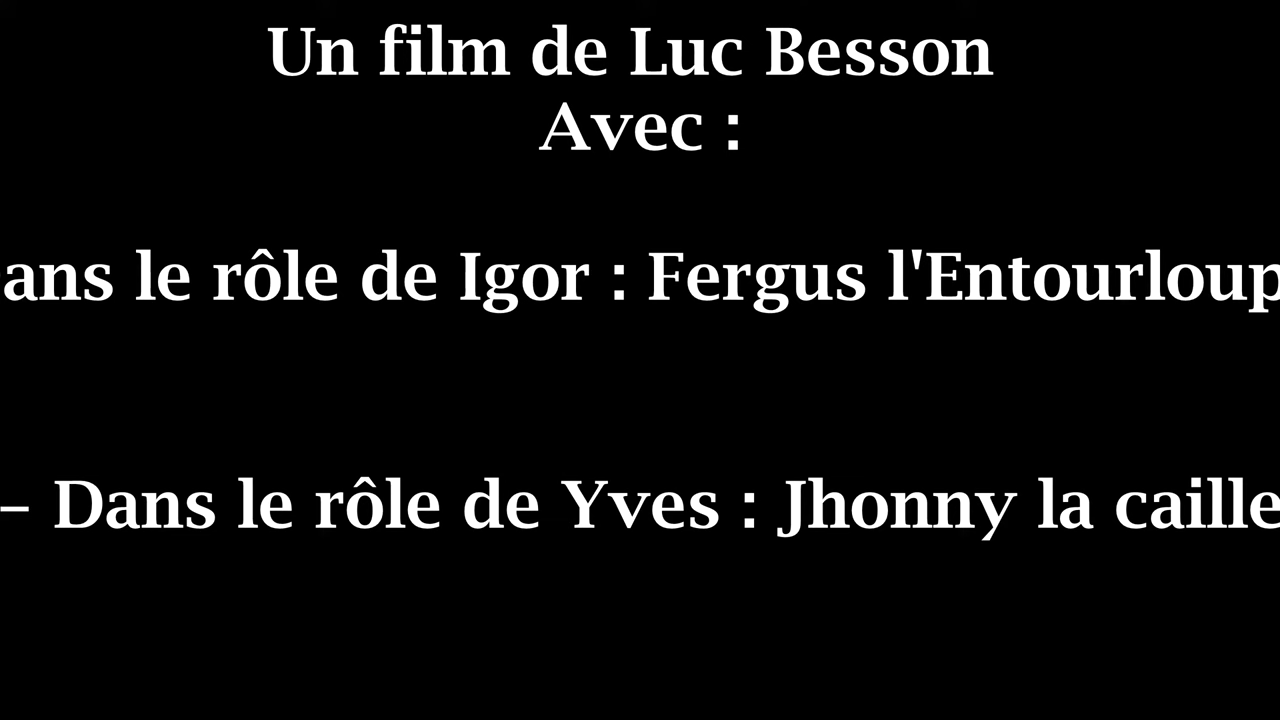 Un film de Luc Besson
Avec :
ans le rôle de Igor : Fergus l'Entourloup
– Dans le rôle de Yves : Jhonny la caille